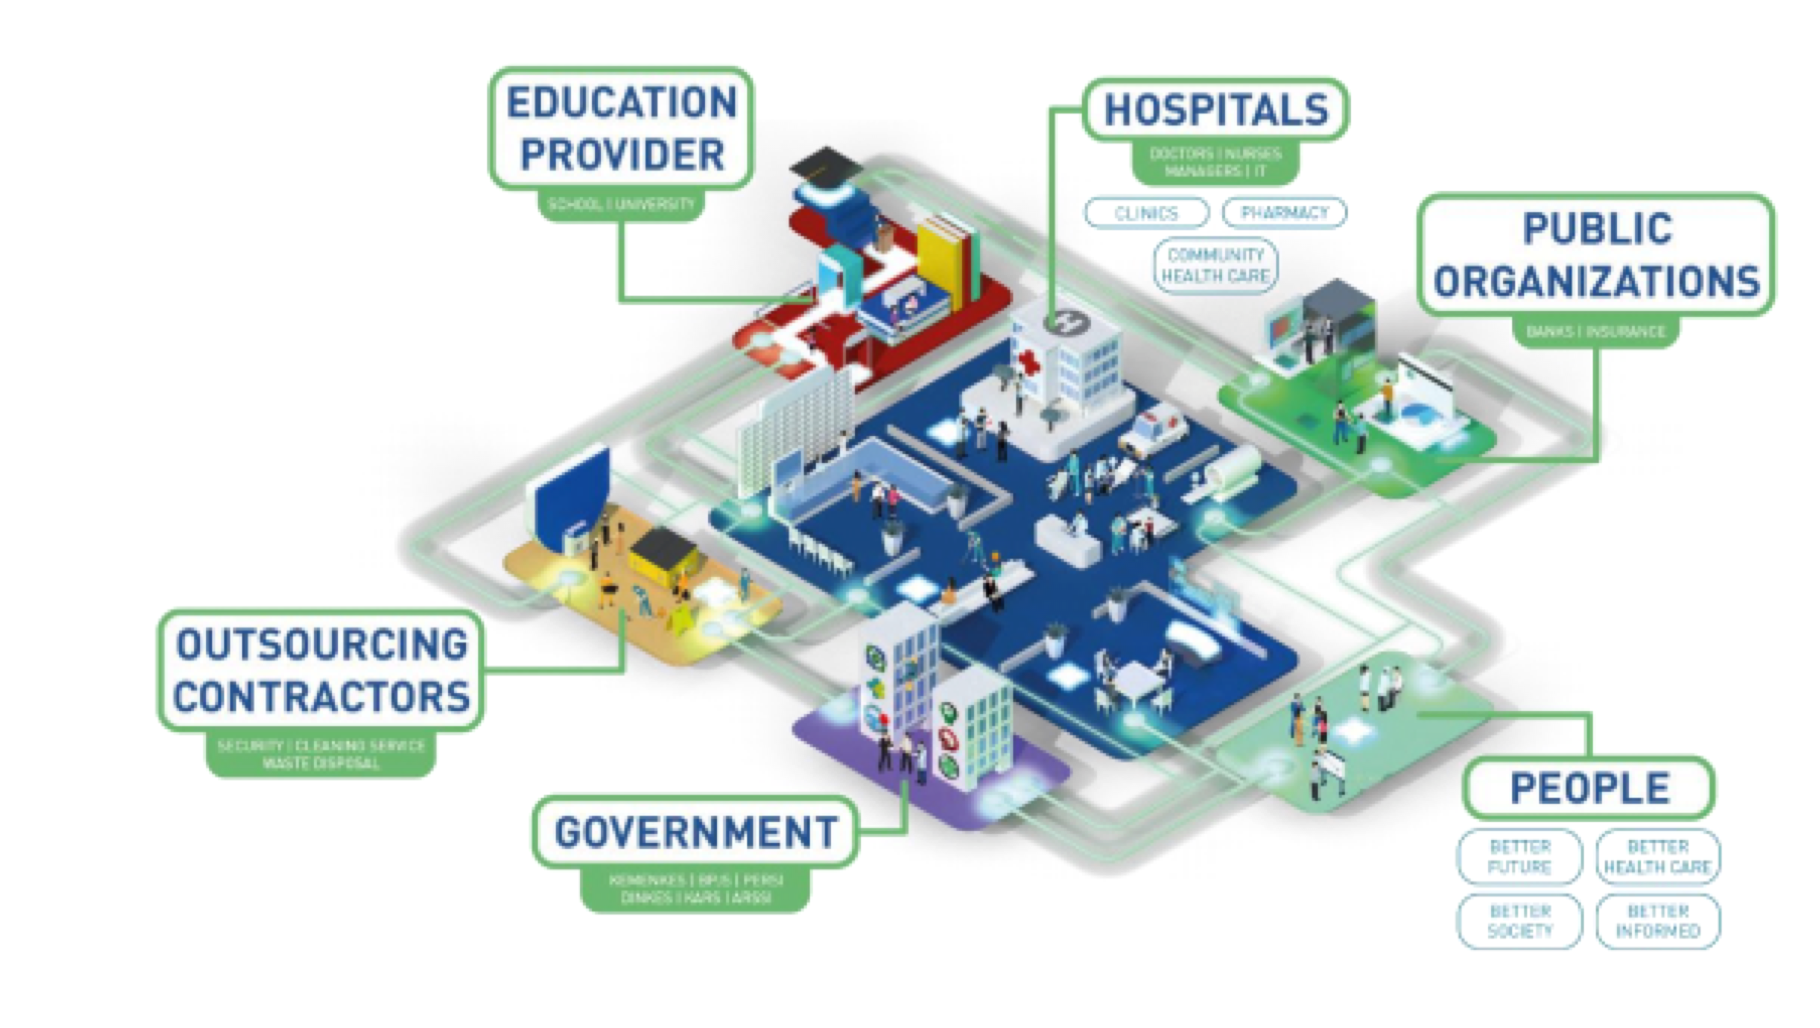 EDUCATION
PROVIDER
SCHOOL | UNIVERSITY
HOSPITALS
DOCTORS | NURSES
MANAGERS | IT
CLINICS
PHARMACY
COMMUNITY
HEALTH CARE
PUBLIC
ORGANIZATIONS
BANKS | INSURANCE
OUTSOURCING
CONTRACTORS
SECURITY | CLEANING SERVICE
WASTE DISPOSAL
GOVERNMENT
KEMENKES | BPJS | PERSI
DINKES | KARS | ARSSI
PEOPLE
BETTER
FUTURE
BETTER
HEALTH CARE
BETTER
SOCIETY
BETTER
INFORMED